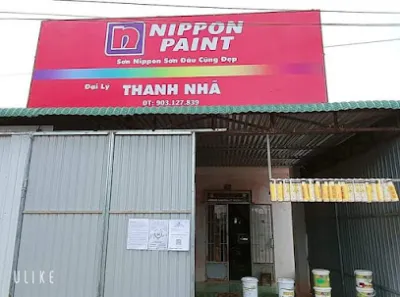 n NIPPON
PAINT
Sơn Nippon Sơn Đâu Cũng Đẹp
Đại Lý THANH NHÃ
ĐT: 903.127.839
ULIKE